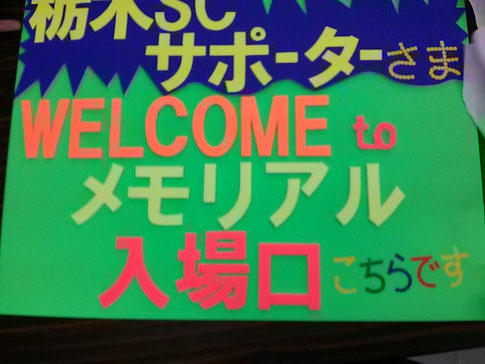 栃木SC
サポーターさま
WELCOME to
メモリアル
入場口こちらです